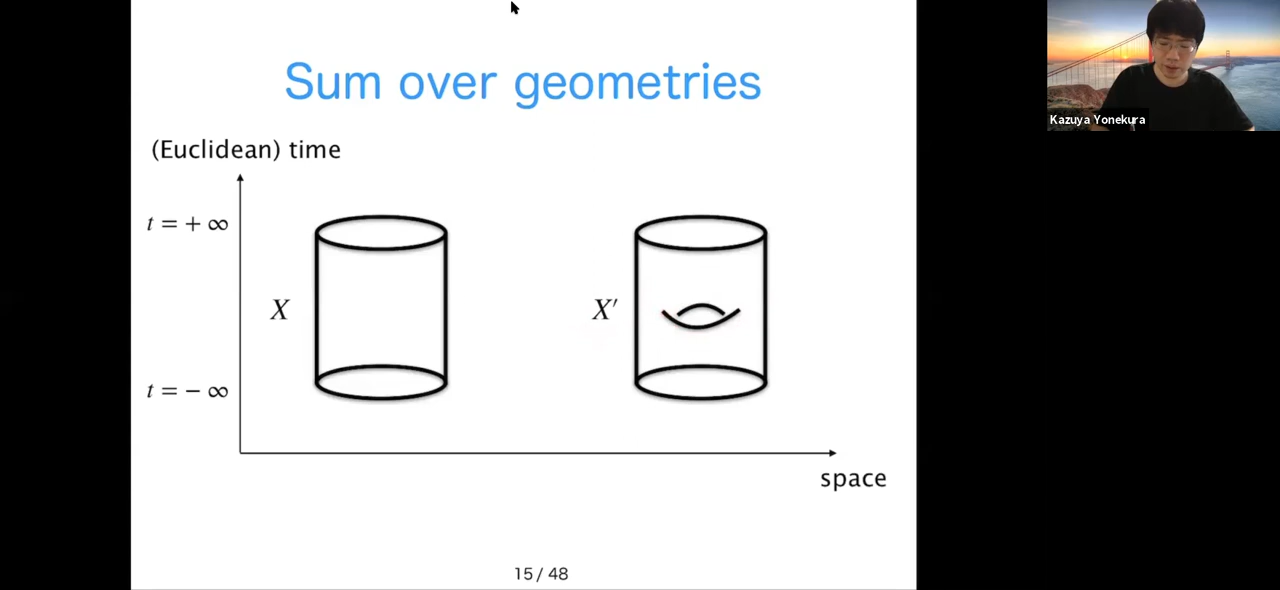 Sum over geometries
(Euclidean) time
t = + ∞
X
X′
t = − ∞
space
15 / 48
Kazuya Yonekura